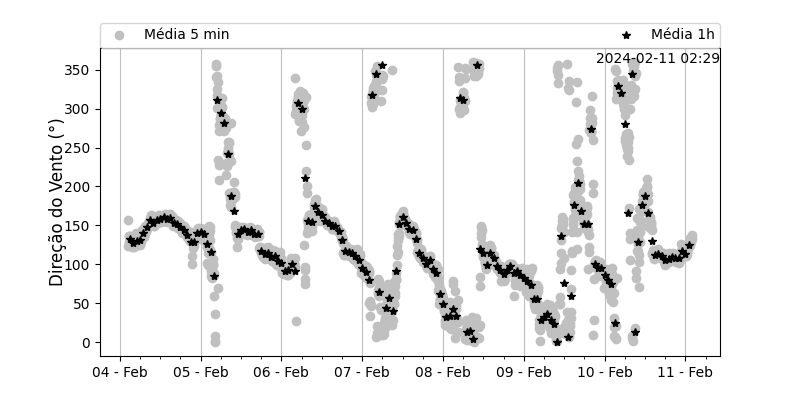 Média 5 min
Média 1h
2024-02-11 02:29
Direção do Vento (°)
350
300
250
200
150
100
50
0
04 - Feb
05 - Feb
06 - Feb
07 - Feb
08 - Feb
09 - Feb
10 - Feb
11 - Feb